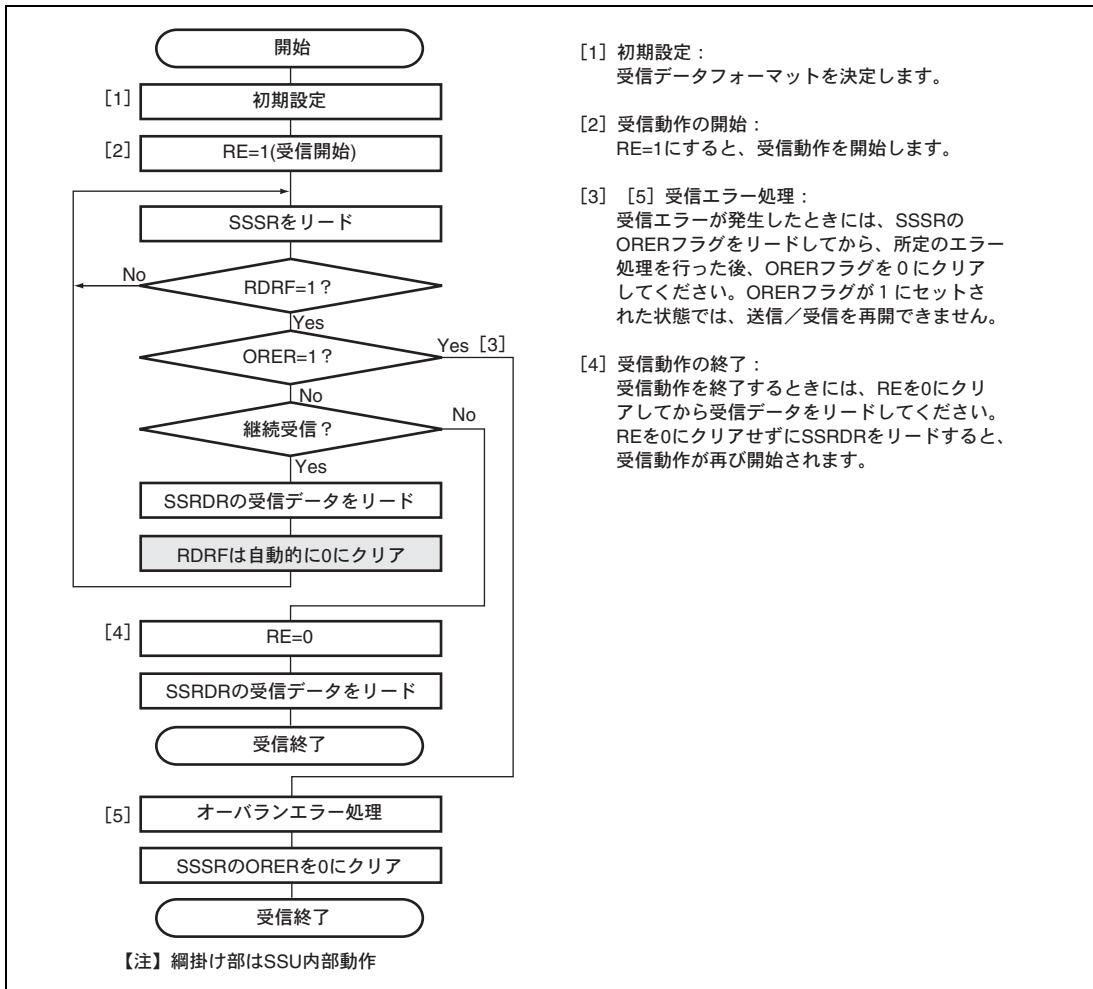 開始
[1] 初期設定
[2] RE=1(受信開始)
SSSRをリード
No
RDRF=1？
Yes
ORER=1？
Yes [3]
No
継続受信？
No
Yes
SSRDRの受信データをリード
RDRFは自動的に0にクリア
[4] RE=0
SSRDRの受信データをリード
受信終了
[5] オーバランエラー処理
SSSRのORERを0にクリア
受信終了
【注】綱掛け部はSSU内部動作
[1] 初期設定：
受信データフォーマットを決定します。
[2] 受信動作の開始：
RE=1にすると、受信動作を開始します。
[3] [5] 受信エラー処理：
受信エラーが発生したときには、SSSRの
ORERフラグをリードしてから、所定のエラー
処理を行った後、ORERフラグを０にクリア
してください。ORERフラグが１にセットさ
れた状態では、送信／受信を再開できません。
[4] 受信動作の終了：
受信動作を終了するときには、REを0にクリ
アしてから受信データをリードしてください。
REを0にクリアせずにSSRDRをリードすると、
受信動作が再び開始されます。